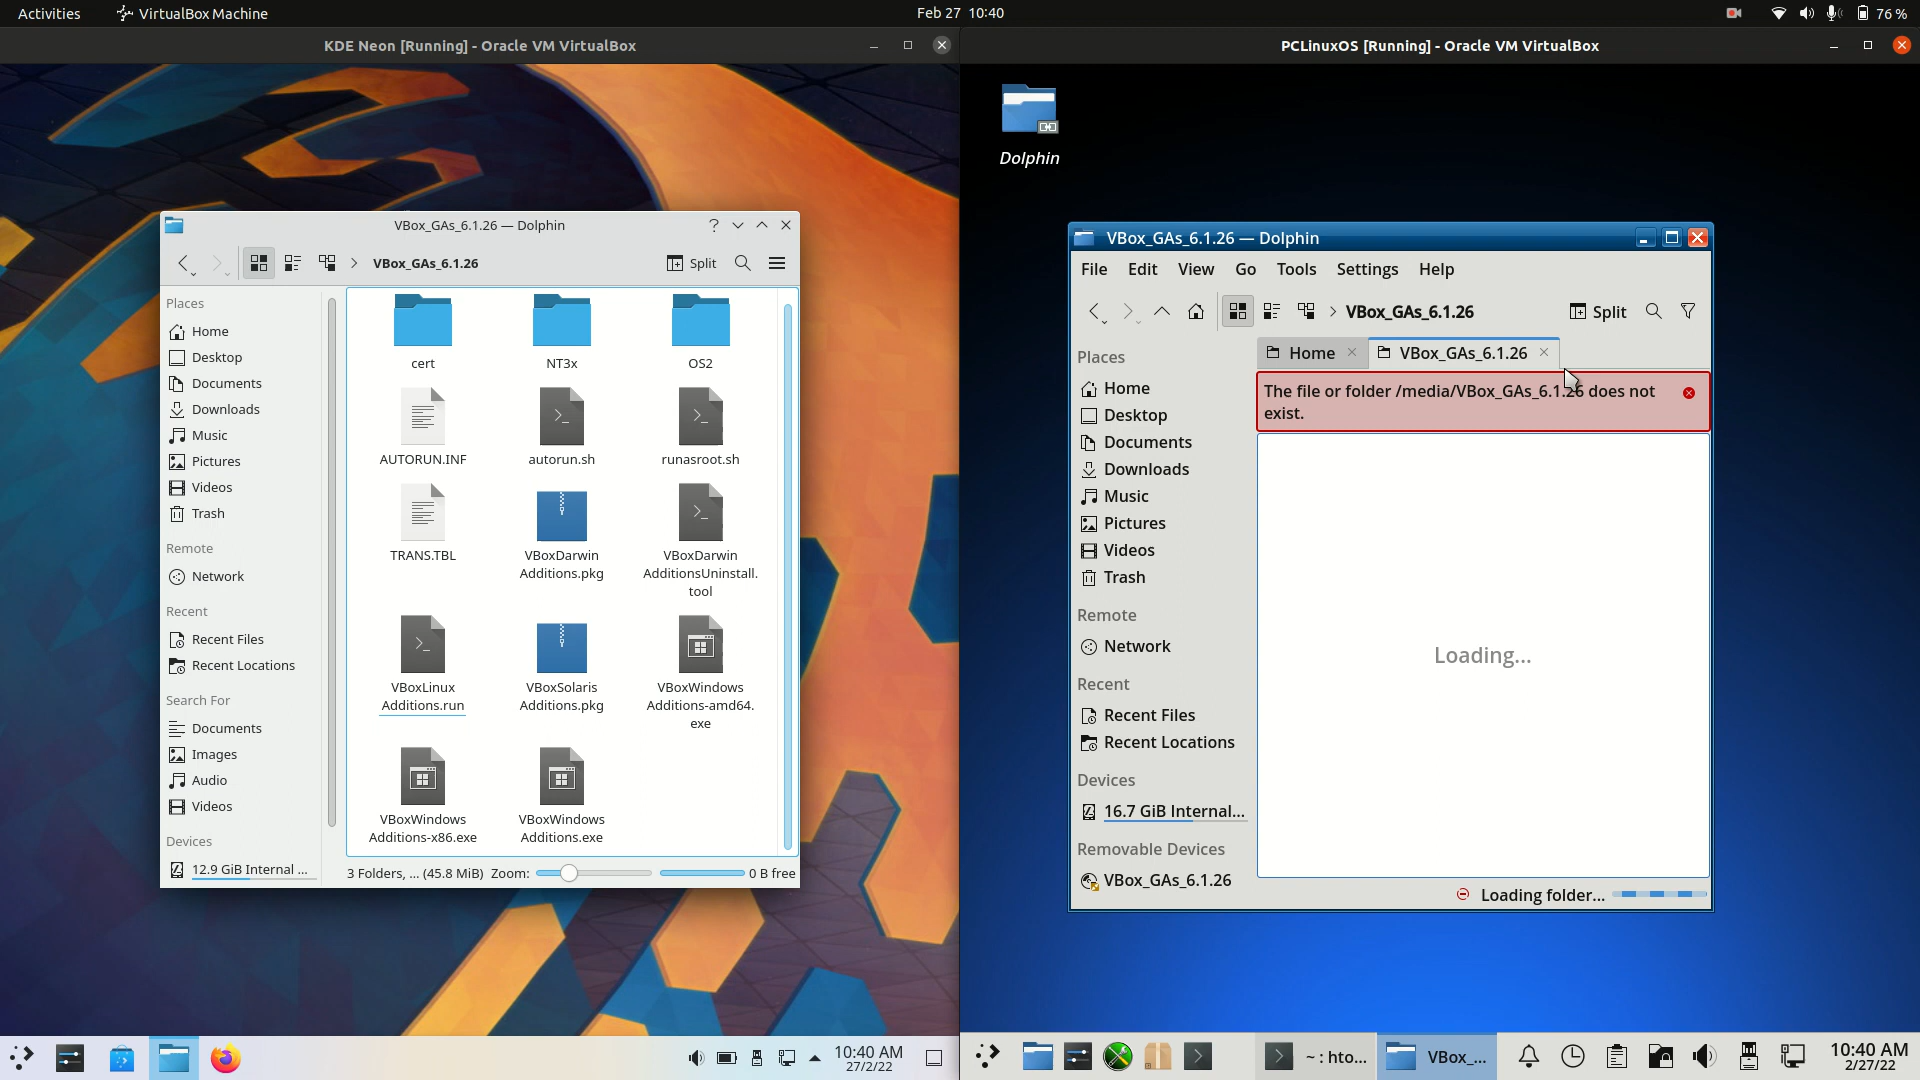 Activities
VirtualBox Machine
Feb 27 10:40
76 %
KDE Neon [Running] - Oracle VM VirtualBox
PCLinuxOS [Running] - Oracle VM VirtualBox
Dolphin
VBox_GAs_6.1.26 — Dolphin
VBox_GAs_6.1.26
Split
Places
Home
Desktop
Documents
Downloads
Music
Pictures
Videos
Trash
Remote
Network
Recent
Recent Files
Recent Locations
Search For
Documents
Images
Audio
Videos
Devices
12.9 GiB Internal ...
cert
NT3x
OS2
AUTORUN.INF
autorun.sh
runasroot.sh
TRANS.TBL
VBoxDarwin
Additions.pkg
VBoxDarwin
AdditionsUninstall.
tool
VBoxLinux
Additions.run
VBoxSolaris
Additions.pkg
VBoxWindows
Additions-amd64.
exe
VBoxWindows
Additions-x86.exe
VBoxWindows
Additions.exe
3 Folders, ... (45.8 MiB)
Zoom:
0 B free
10:40 AM
27/2/22
VBox_GAs_6.1.26 — Dolphin
File Edit View Go Tools Settings Help
VBox_GAs_6.1.26
Split
Home
VBox_GAs_6.1.26
The file or folder /media/VBox_GAs_6.1.26 does not
exist.
Places
Home
Desktop
Documents
Downloads
Music
Pictures
Videos
Trash
Remote
Network
Recent
Recent Files
Recent Locations
Devices
16.7 GiB Internal...
Removable Devices
VBox_GAs_6.1.26
Loading...
Loading folder...
~ : hto...
VBox_...
10:40 AM
2/27/22